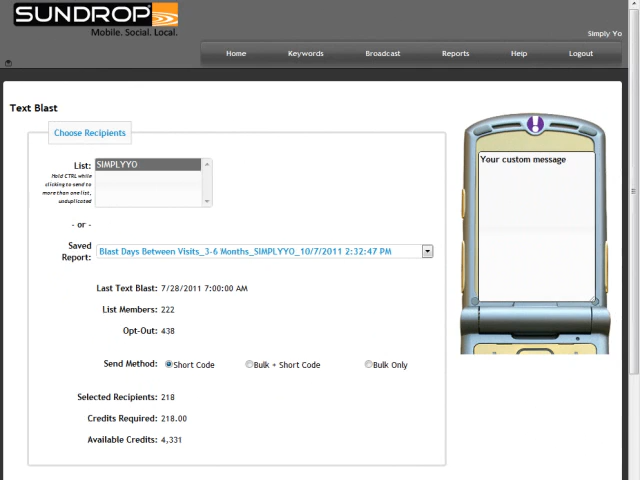 SUNDROP
Mobile. Social. Local.
Simply Yo
Home Keywords Broadcast Reports Help Logout
Text Blast
Choose Recipients
List: SIMPLYYO
Hold CTRL while
clicking to send to
more than one list,
unduplicated
- or -
Saved
Report: Blast Days Between Visits_3-6 Months_SIMPLYYO_10/7/2011 2:32:47 PM
Last Text Blast: 7/28/2011 7:00:00 AM
List Members: 222
Opt-Out: 438
Send Method: Short Code Bulk + Short Code Bulk Only
Selected Recipients: 218
Credits Required: 218.00
Available Credits: 4,331
Your custom message